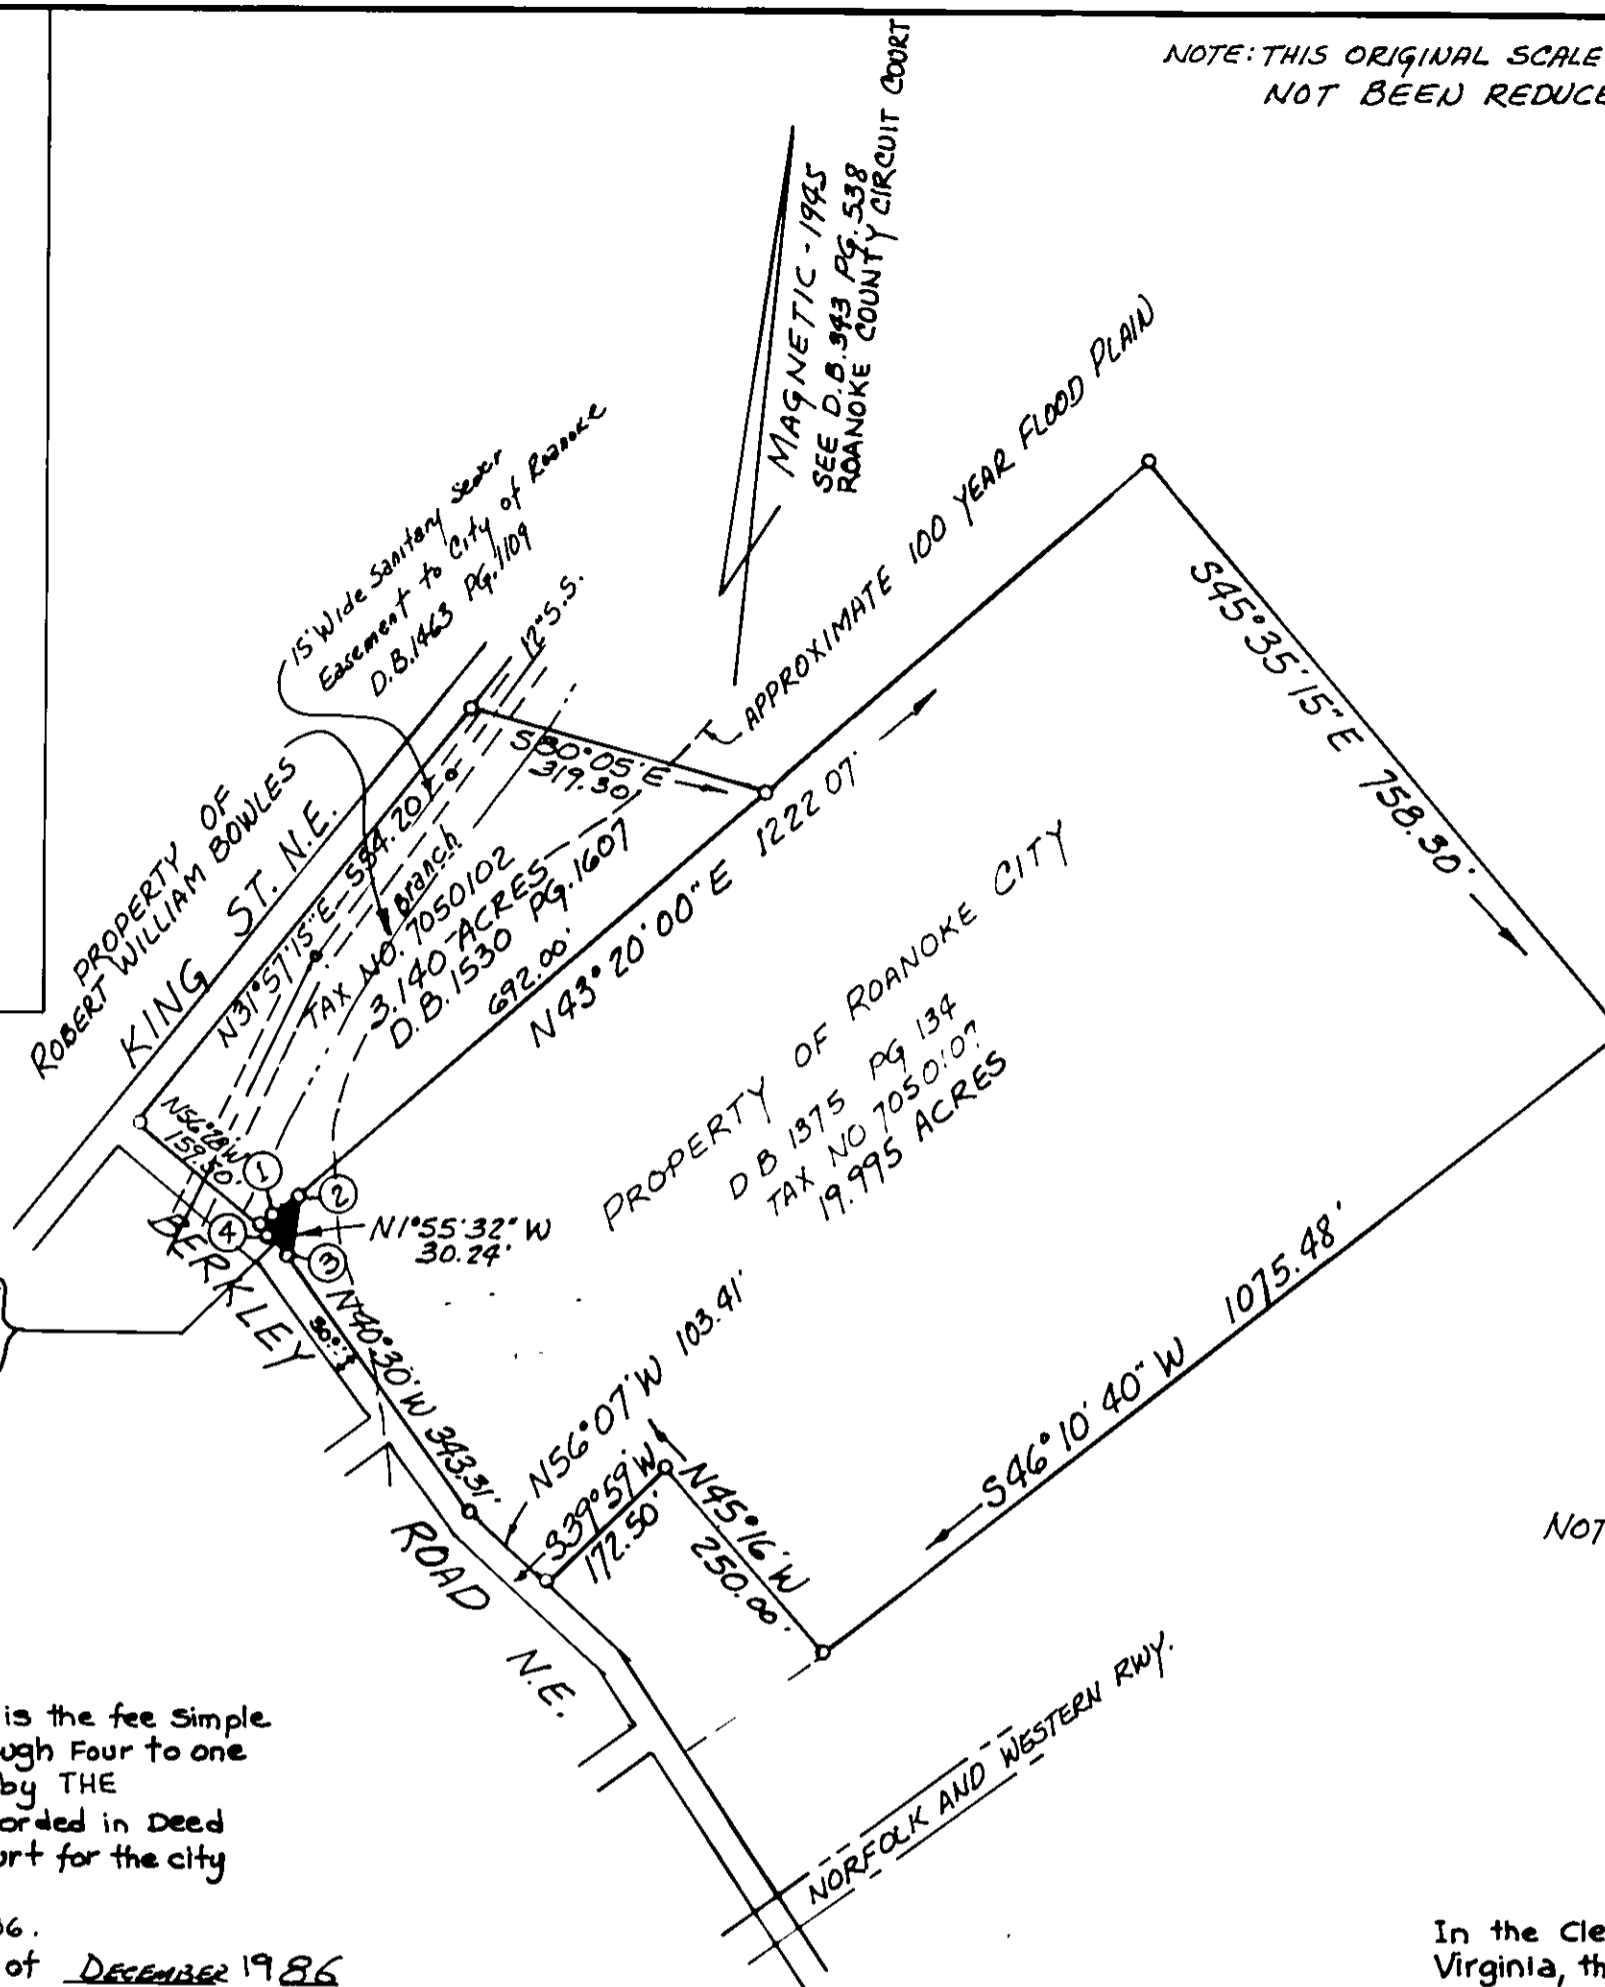 NOTE: THIS ORIGINAL SCALE
NOT BEEN REDUCE
MAGNETIC - 1945
SEE D.B. 343 PG. 538
ROANOKE COUNTY CIRCUIT COURT
APPROXIMATE 100 YEAR FLOOD PLAIN
15' Wide Sanitary Sewer
Easement to City of Roanoke
D.B. 1463 PG. 1109
12" S.S.
S80°05'E
319.30
S45°35'15"E 758.30'
PROPERTY OF
ROBERT WILLIAM BOWLES
KING ST. N.E.
N31°57'15"E - 584.20
Branch
TAX NO. 7050102
3.140 ACRES
D.B. 1530 PG. 1607
692.00'
N43°20'00"E 1222.07'
PROPERTY OF ROANOKE CITY
D B 1375 PG 134
TAX NO 7050107
19.995 ACRES
N56°28'W
159.50'
1
2
4
3
N1°55'32"W
30.24'
BERKLEY
30'
N40°30'W 343.31'
N56°07'W 103.41'
S39°59'W
172.50'
N45°16'W
250.00'
S46°10'40"W 1075.48'
ROAD
N.E.
NOT
NORFOLK AND WESTERN RWY.
is the fee Simple
ugh Four to one
by THE
orded in Deed
urt for the city
06.
of DECEMBER 1986
In the Cle
Virginia, th